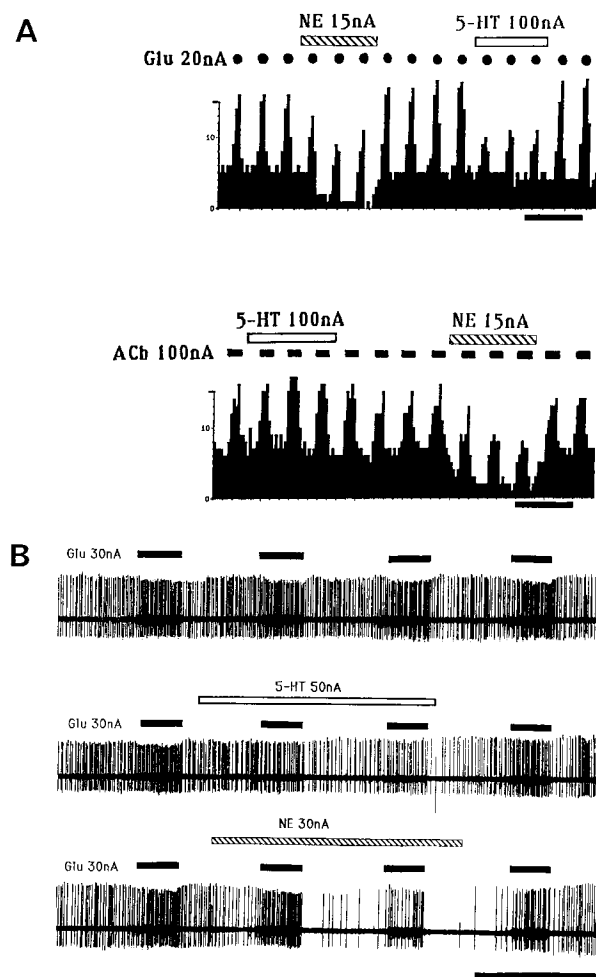 A
NE 15nA
5-HT 100nA
Glu 20nA
10
0
5-HT 100nA
NE 15nA
ACh 100nA
10
0
B
Glu 30nA
5-HT 50nA
Glu 30nA
NE 30nA
Glu 30nA